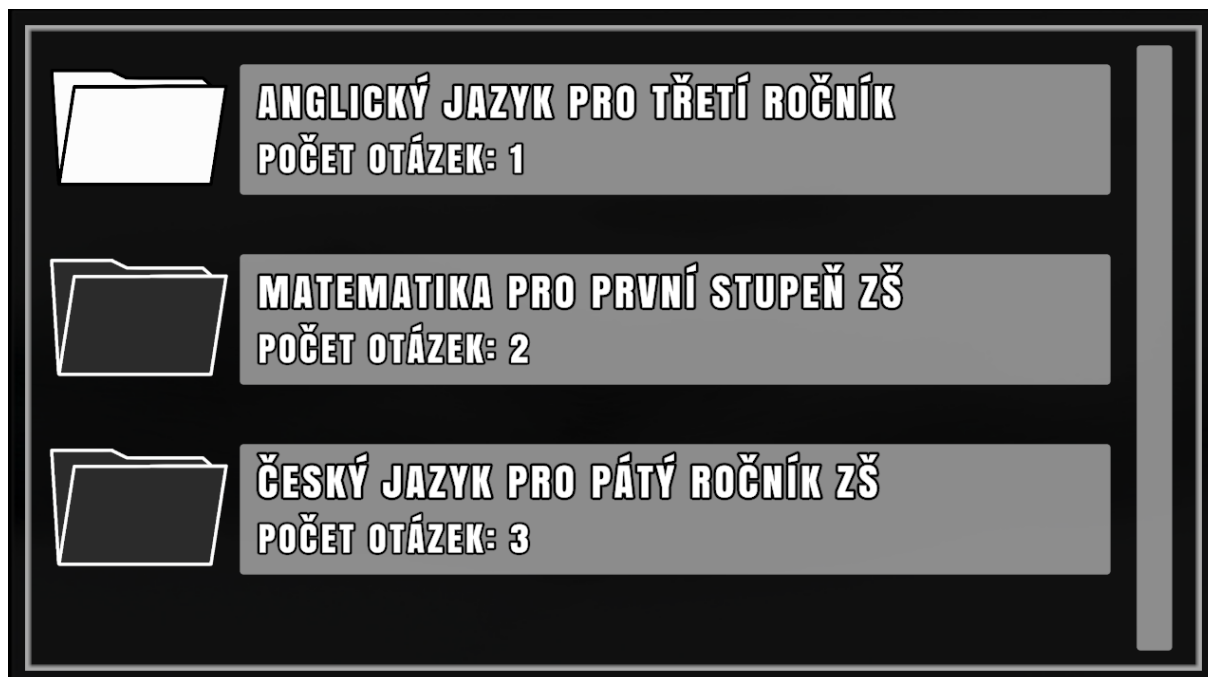 ANGLICKÝ JAZYK PRO TŘETÍ ROČNÍK
POČET OTÁZEK: 1
MATEMATIKA PRO PRVNÍ STUPEŇ ZŠ
POČET OTÁZEK: 2
ČESKÝ JAZYK PRO PÁTÝ ROČNÍK ZŠ
POČET OTÁZEK: 3